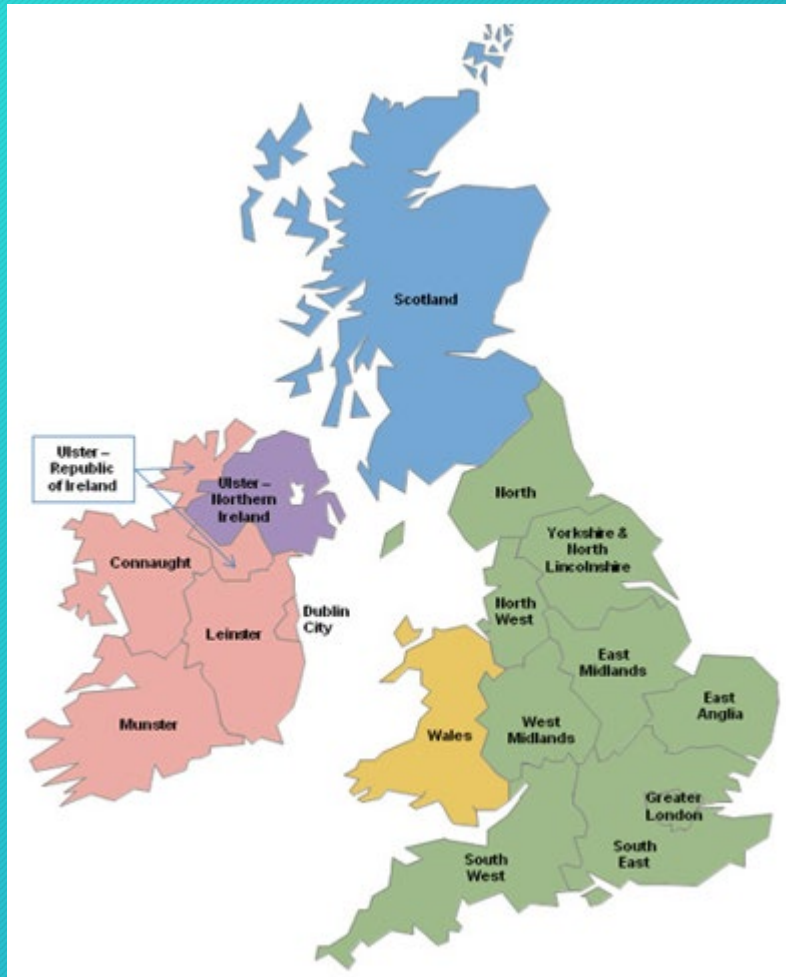 Scotland
Ulster –
Republic
of Ireland
Ulster –
Northern
Ireland
North
Yorkshire &
North
Lincolnshire
Connaught
Dublin
City
North
West
Leinster
East
Midlands
East
Anglia
Munster
Wales
West
Midlands
Greater
London
South
West
South
East